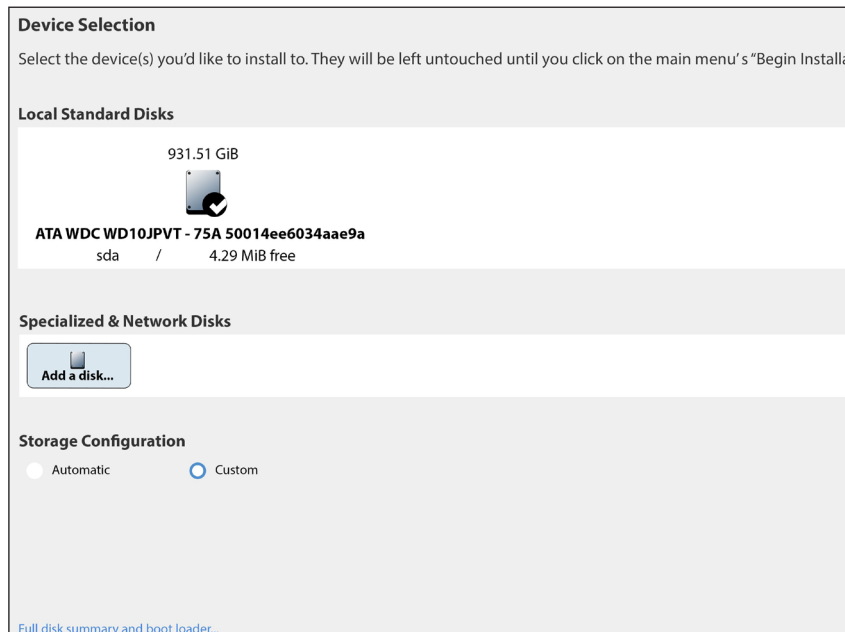 Device Selection
Select the device(s) you'd like to install to. They will be left untouched until you click on the main menu's "Begin Installa
Local Standard Disks
931.51 GiB
ATA WDC WD10JPVT - 75A 50014ee6034aae9a
sda / 4.29 MiB free
Specialized & Network Disks
Add a disk...
Storage Configuration
Automatic Custom
Full disk summary and boot loader...